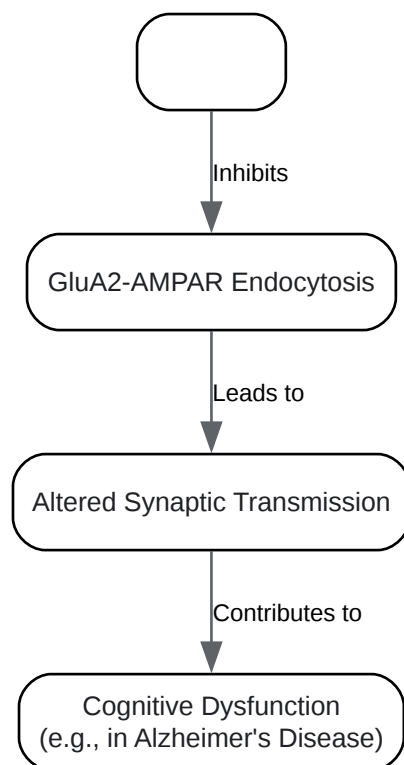 Inhibits
GluA2-AMPAR Endocytosis
Leads to
Altered Synaptic Transmission
Contributes to
Cognitive Dysfunction
(e.g., in Alzheimer's Disease)